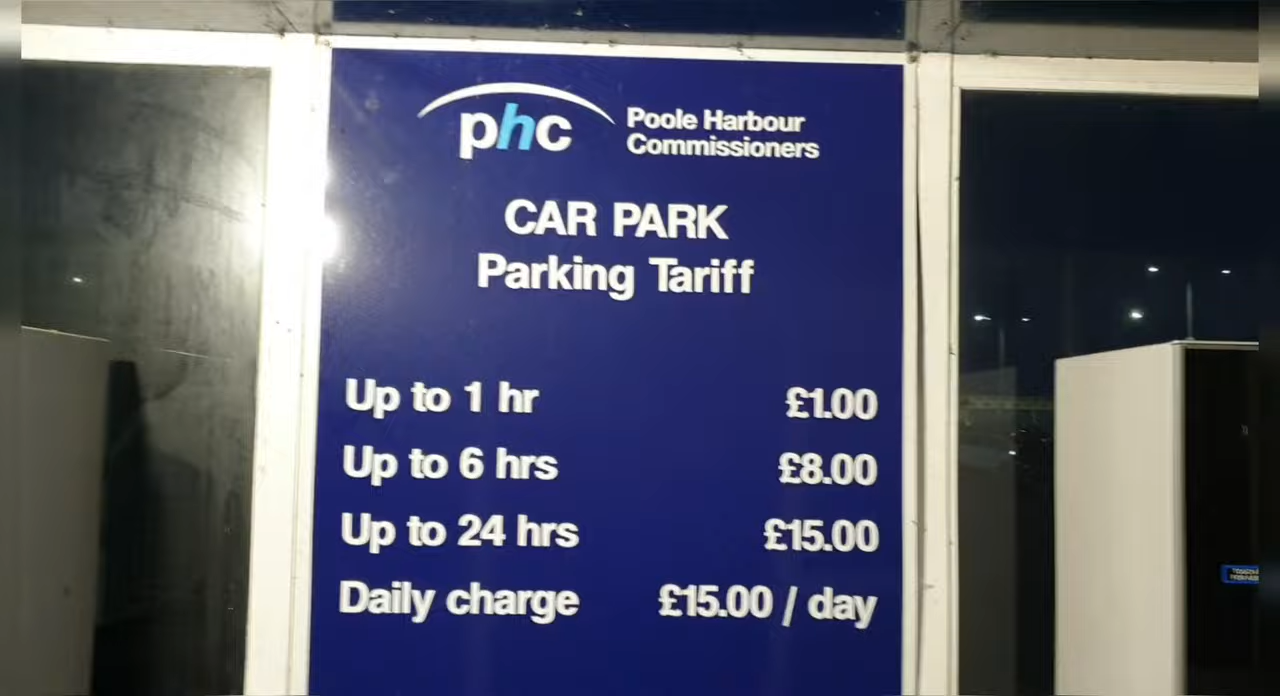 phc
Poole Harbour
Commissioners
CAR PARK
Parking Tariff
Up to 1 hr £1.00
Up to 6 hrs £8.00
Up to 24 hrs £15.00
Daily charge £15.00 / day